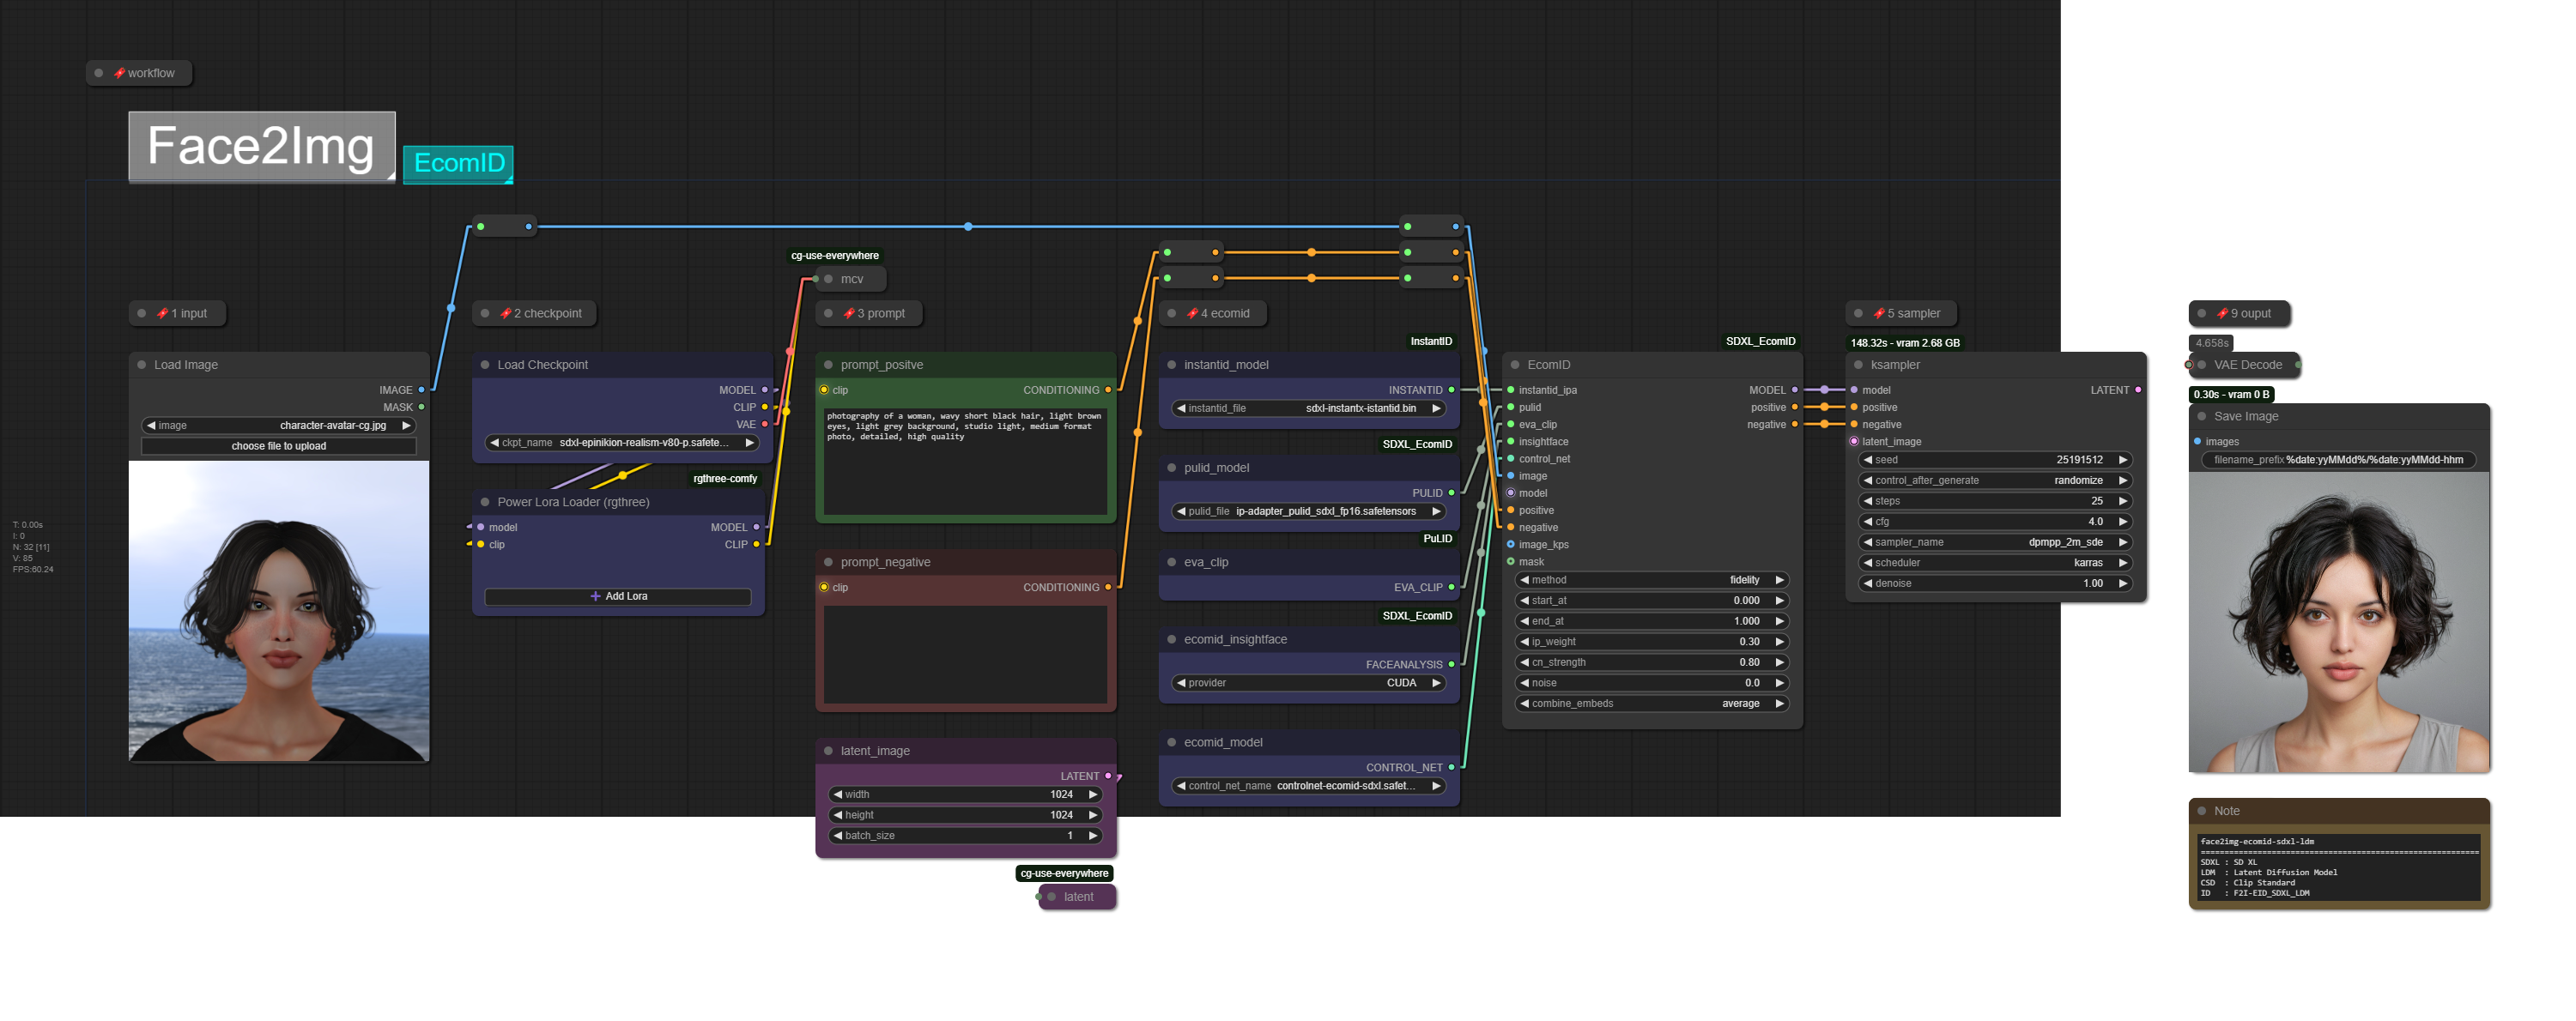 workflow
Face2Img
EcomID
cg-use-everywhere
mcv
1 input
2 checkpoint
3 prompt
4 ecomid
5 sampler
9 ouput
Load Image
IMAGE
MASK
image character-avatar-cg.jpg
choose file to upload
T: 0.00s
I: 0
N: 32 [11]
V: 85
FPS:60.24
Load Checkpoint
MODEL
CLIP
VAE
ckpt_name sdxl-epinikion-realism-v80-p.safete...
rgthree-comfy
Power Lora Loader (rgthree)
model MODEL
clip CLIP
Add Lora
prompt_positve
clip CONDITIONING
photography of a woman, wavy short black hair, light brown
eyes, light grey background, studio light, medium format
photo, detailed, high quality
prompt_negative
clip CONDITIONING
latent_image
LATENT
width 1024
height 1024
batch_size 1
cg-use-everywhere
latent
InstantID
instantid_model
INSTANTID
instantid_file sdxl-instantx-istantid.bin
SDXL_EcomID
pulid_model
PULID
pulid_file ip-adapter_pulid_sdxl_fp16.safetensors
PuLID
eva_clip
EVA_CLIP
SDXL_EcomID
ecomid_insightface
FACEANALYSIS
provider CUDA
ecomid_model
CONTROL_NET
control_net_name controlnet-ecomid-sdxl.safet...
SDXL_EcomID
EcomID
instantid_ipa MODEL
pulid positive
eva_clip negative
insightface
control_net
image
model
positive
negative
image_kps
mask
method fidelity
start_at 0.000
end_at 1.000
ip_weight 0.30
cn_strength 0.80
noise 0.0
combine_embeds average
148.32s - vram 2.68 GB
ksampler
model LATENT
positive
negative
latent_image
seed 25191512
control_after_generate randomize
steps 25
cfg 4.0
sampler_name dpmpp_2m_sde
scheduler karras
denoise 1.00
4.658s
VAE Decode
0.30s - vram 0 B
Save Image
images
filename_prefix %date:yyMMdd%/%date:yyMMdd-hhm
Note
face2img-ecomid-sdxl-ldm
==========================================================
SDXL : SD XL
LDM : Latent Diffusion Model
CSD : Clip Standard
ID : F2I-EID_SDXL_LDM